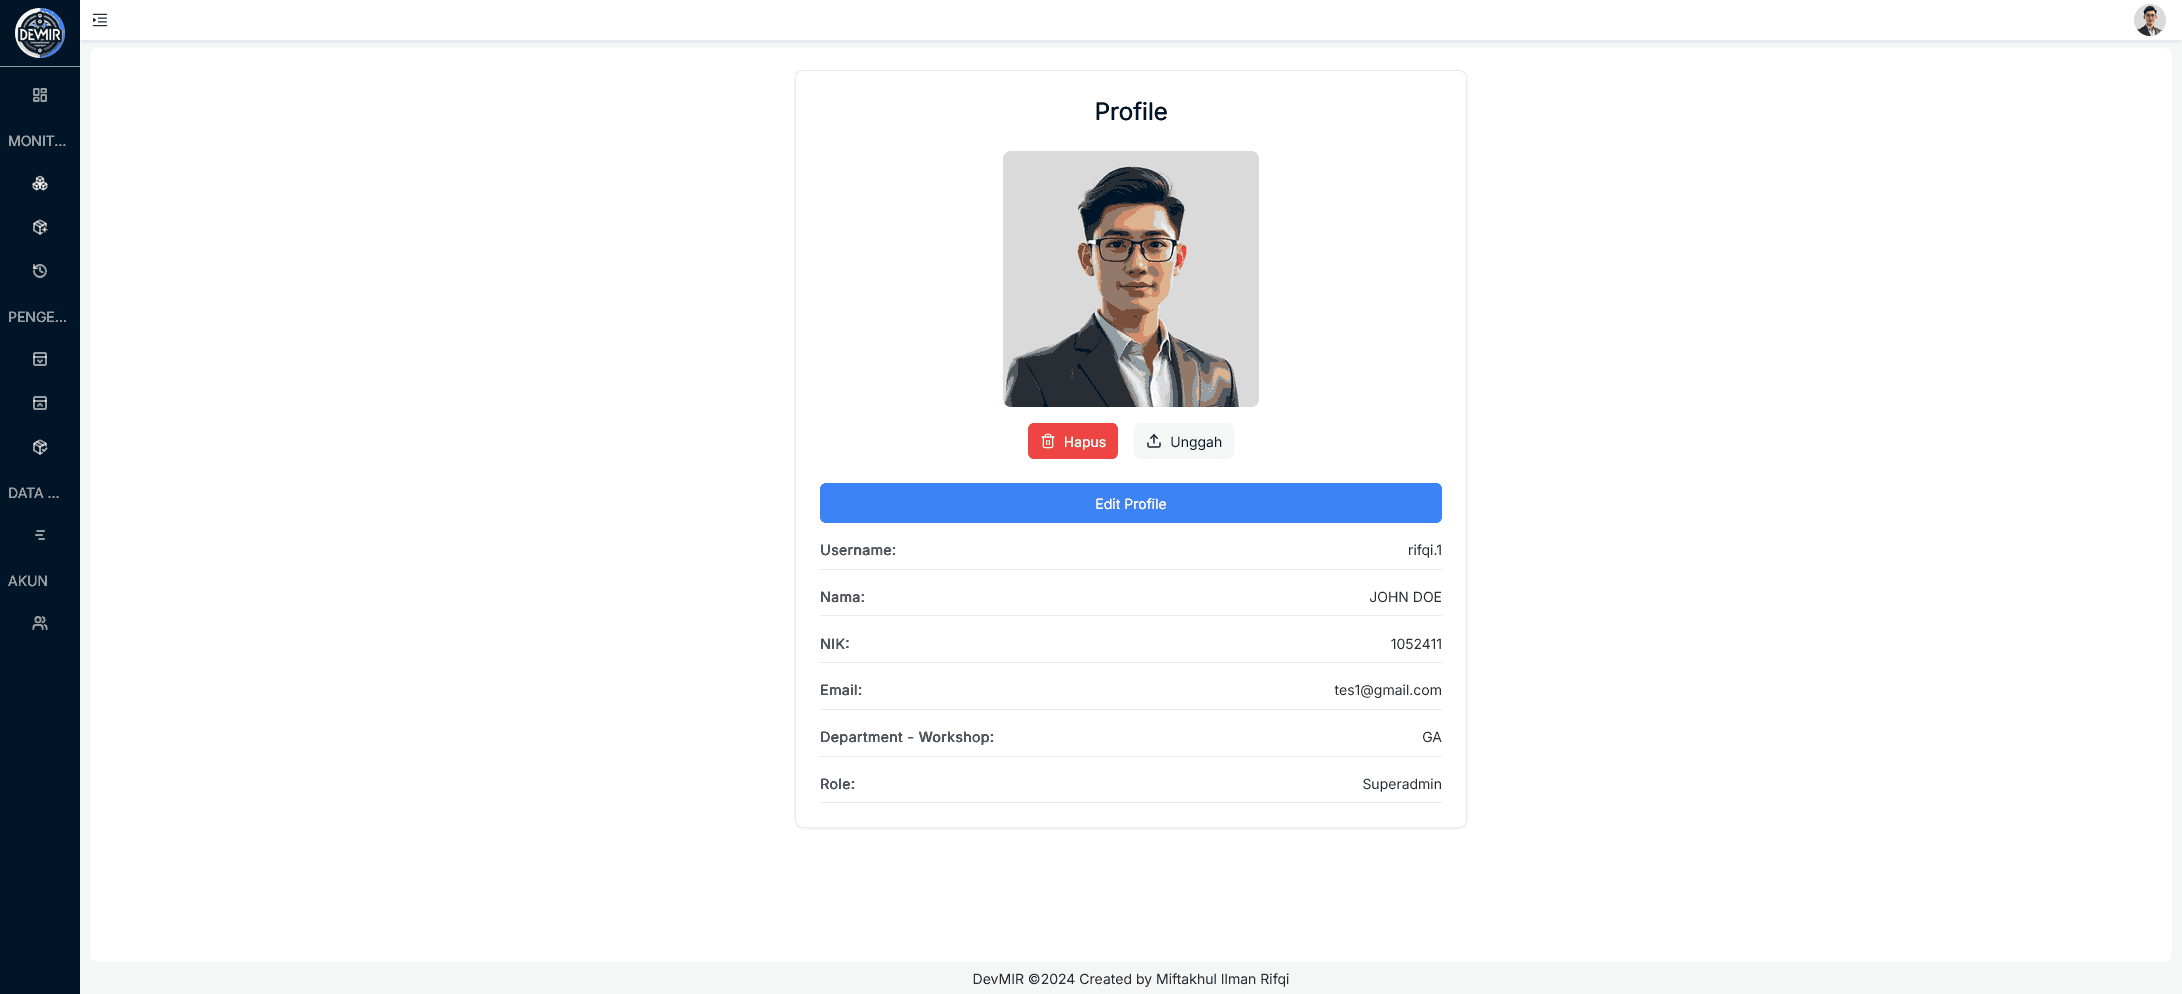 DEVMIR
MONIT...
PENGE...
DATA ...
AKUN
Profile
Hapus
Unggah
Edit Profile
Username: rifqi.1
Nama: JOHN DOE
NIK: 1052411
Email: tes1@gmail.com
Department - Workshop: GA
Role: Superadmin
DevMIR ©2024 Created by Miftakhul Ilman Rifqi